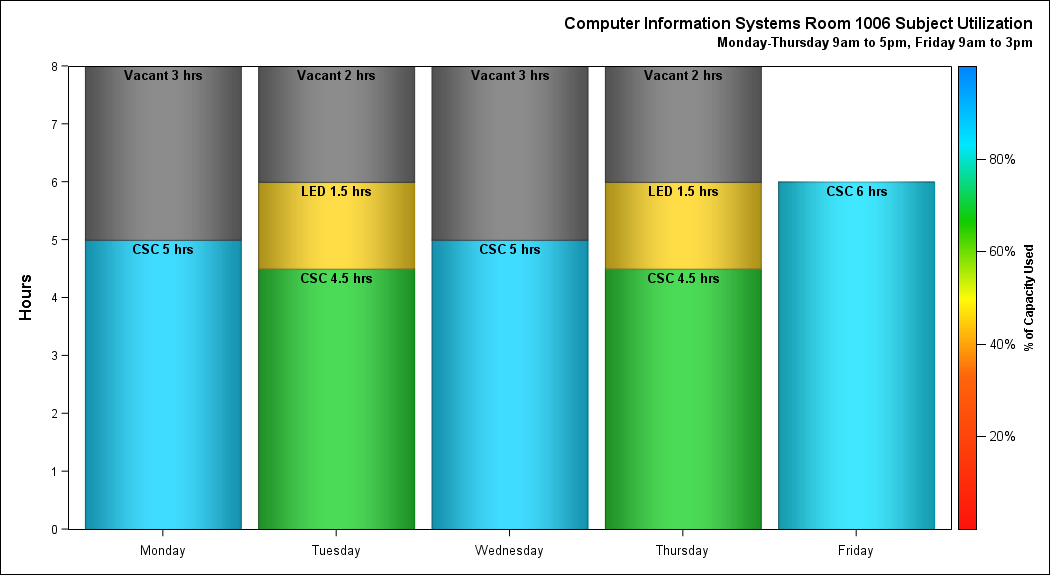 Computer Information Systems Room 1006 Subject Utilization
Monday-Thursday 9am to 5pm, Friday 9am to 3pm
Hours
8
7
6
5
4
3
2
1
0
Vacant 3 hrs
CSC 5 hrs
Vacant 2 hrs
LED 1.5 hrs
CSC 4.5 hrs
Vacant 3 hrs
CSC 5 hrs
Vacant 2 hrs
LED 1.5 hrs
CSC 4.5 hrs
CSC 6 hrs
Monday
Tuesday
Wednesday
Thursday
Friday
80%
60%
40%
20%
% of Capacity Used